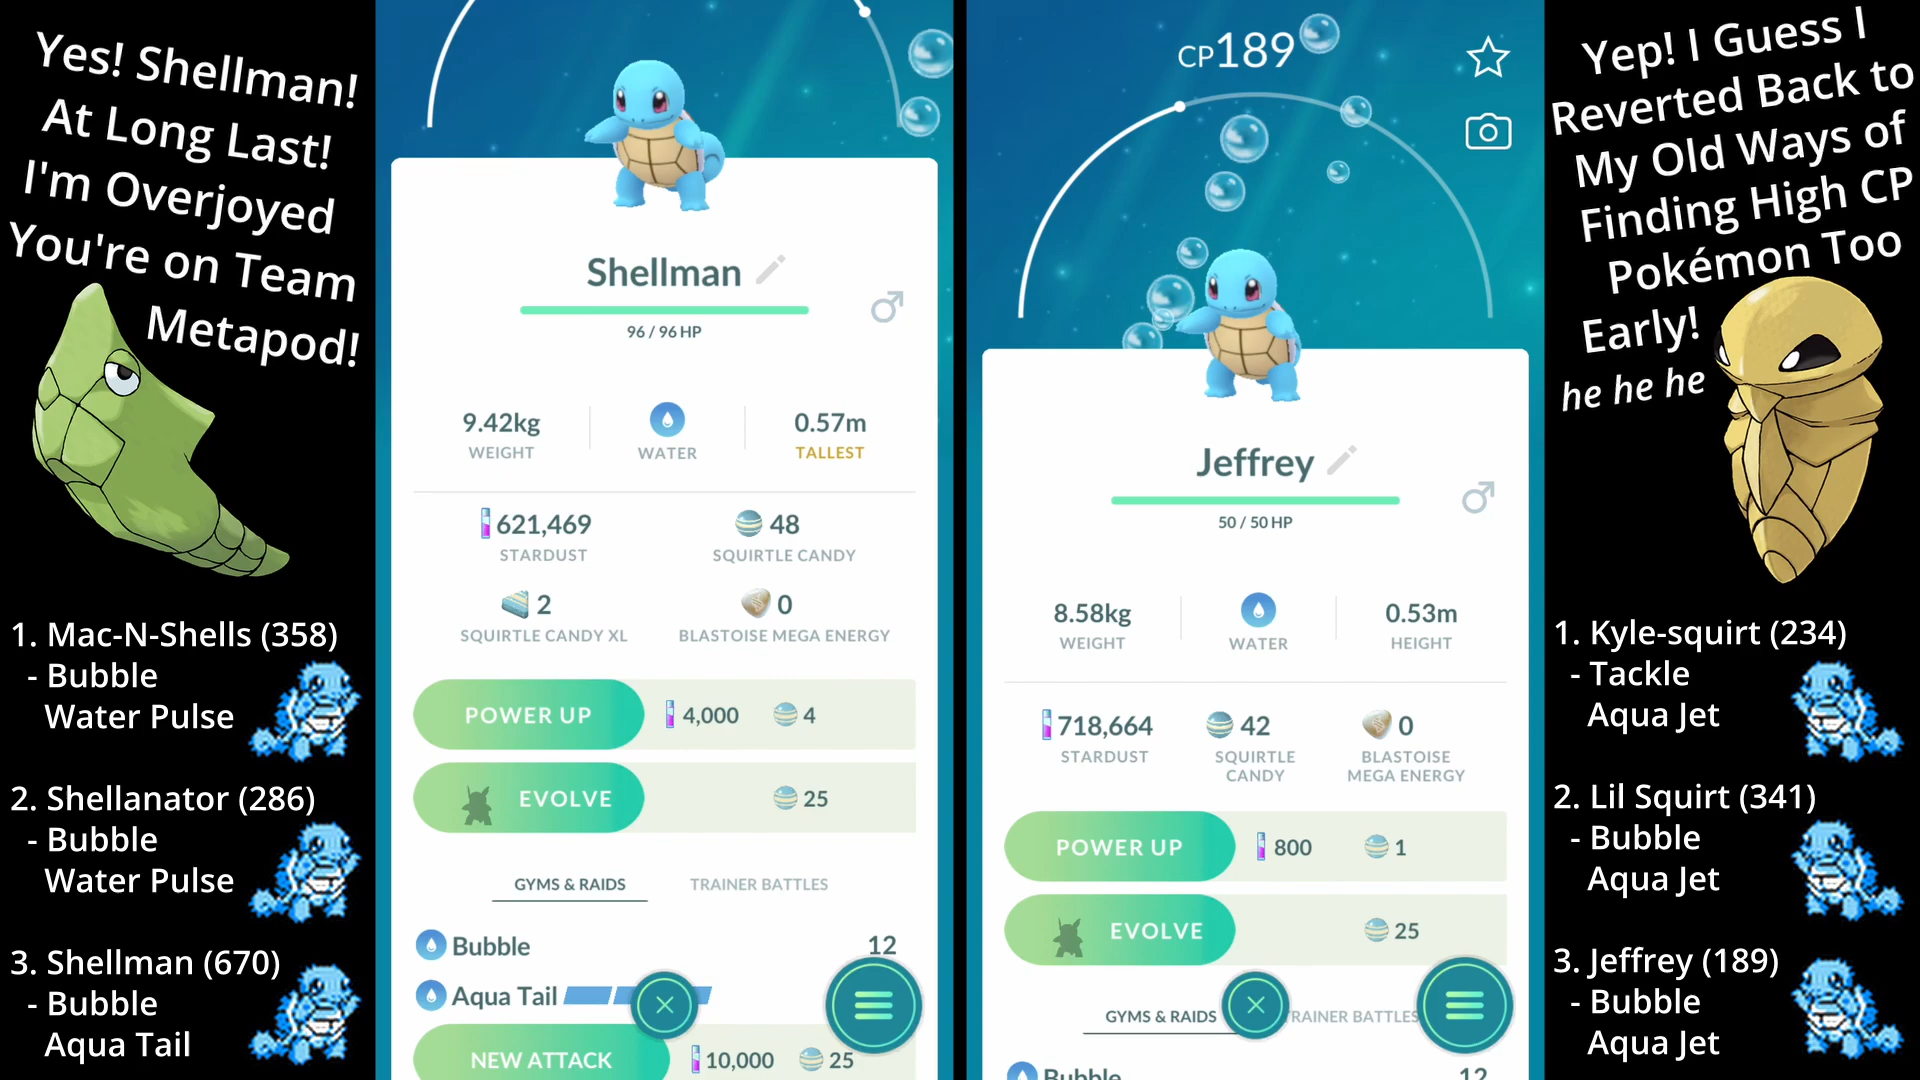 Yes! Shellman!
At Long Last!
I'm Overjoyed
You're on Team
Metapod!
1. Mac-N-Shells (358)
- Bubble
Water Pulse
2. Shellanator (286)
- Bubble
Water Pulse
3. Shellman (670)
- Bubble
Aqua Tail
Shellman
96 / 96 HP
9.42kg
WEIGHT
WATER
0.57m
TALLEST
621,469
STARDUST
48
SQUIRTLE CANDY
2
SQUIRTLE CANDY XL
0
BLASTOISE MEGA ENERGY
POWER UP 4,000 4
EVOLVE 25
GYMS & RAIDS TRAINER BATTLES
Bubble 12
Aqua Tail
NEW ATTACK 10,000 25
CP189
Jeffrey
50 / 50 HP
8.58kg
WEIGHT
WATER
0.53m
HEIGHT
718,664
STARDUST
42
SQUIRTLE
CANDY
0
BLASTOISE
MEGA ENERGY
POWER UP 800 1
EVOLVE 25
GYMS & RAIDS TRAINER BATTLES
Bubble 12
Yep! I Guess I
Reverted Back to
My Old Ways of
Finding High CP
Pokémon Too
Early!
he he he
1. Kyle-squirt (234)
- Tackle
Aqua Jet
2. Lil Squirt (341)
- Bubble
Aqua Jet
3. Jeffrey (189)
- Bubble
Aqua Jet